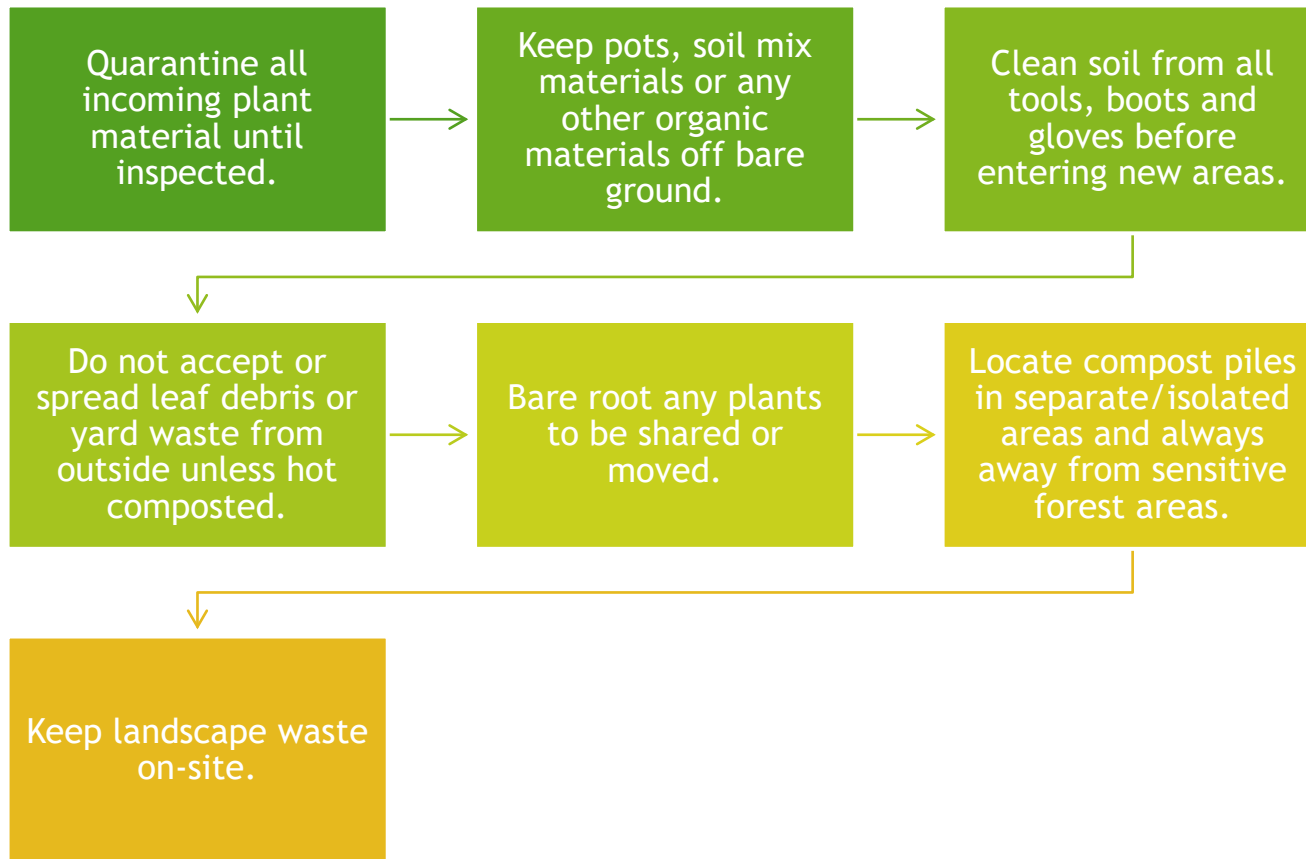 Quarantine all
incoming plant
material until
inspected.
Keep pots, soil mix
materials or any
other organic
materials off bare
ground.
Clean soil from all
tools, boots and
gloves before
entering new areas.
Do not accept or
spread leaf debris or
yard waste from
outside unless hot
composted.
Bare root any plants
to be shared or
moved.
Locate compost piles
in separate/isolated
areas and always
away from sensitive
forest areas.
Keep landscape waste
on-site.